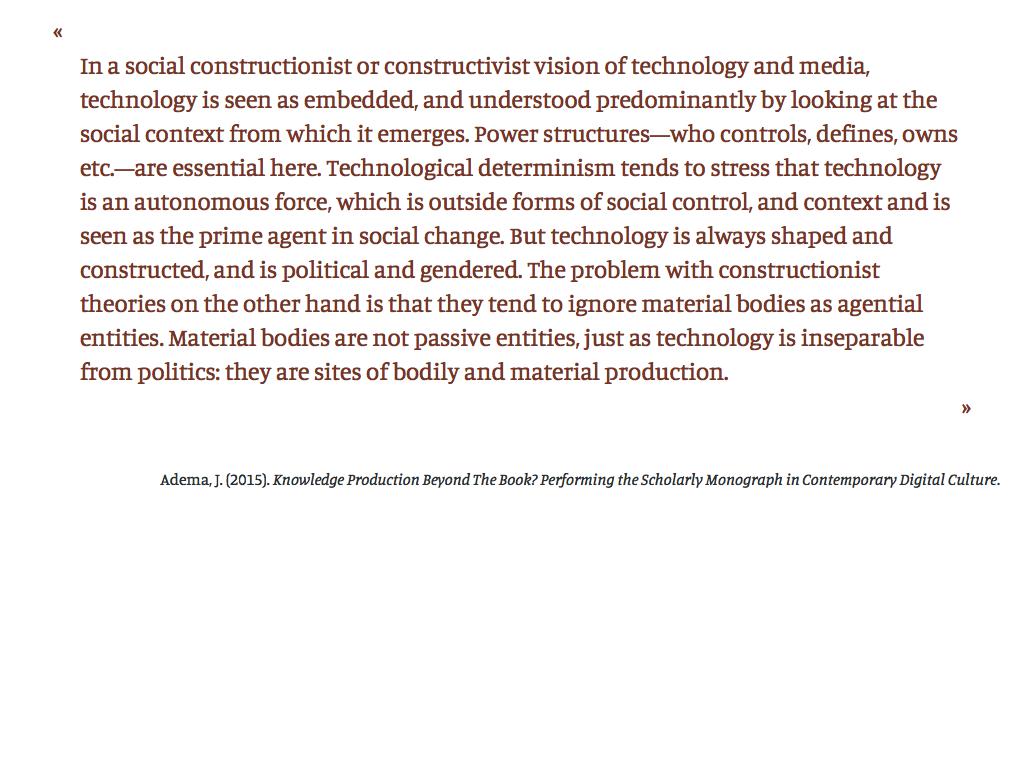 «
In a social constructionist or constructivist vision of technology and media,
technology is seen as embedded, and understood predominantly by looking at the
social context from which it emerges. Power structures—who controls, defines, owns
etc.—are essential here. Technological determinism tends to stress that technology
is an autonomous force, which is outside forms of social control, and context and is
seen as the prime agent in social change. But technology is always shaped and
constructed, and is political and gendered. The problem with constructionist
theories on the other hand is that they tend to ignore material bodies as agential
entities. Material bodies are not passive entities, just as technology is inseparable
from politics: they are sites of bodily and material production.
»
Adema, J. (2015). Knowledge Production Beyond The Book? Performing the Scholarly Monograph in Contemporary Digital Culture.